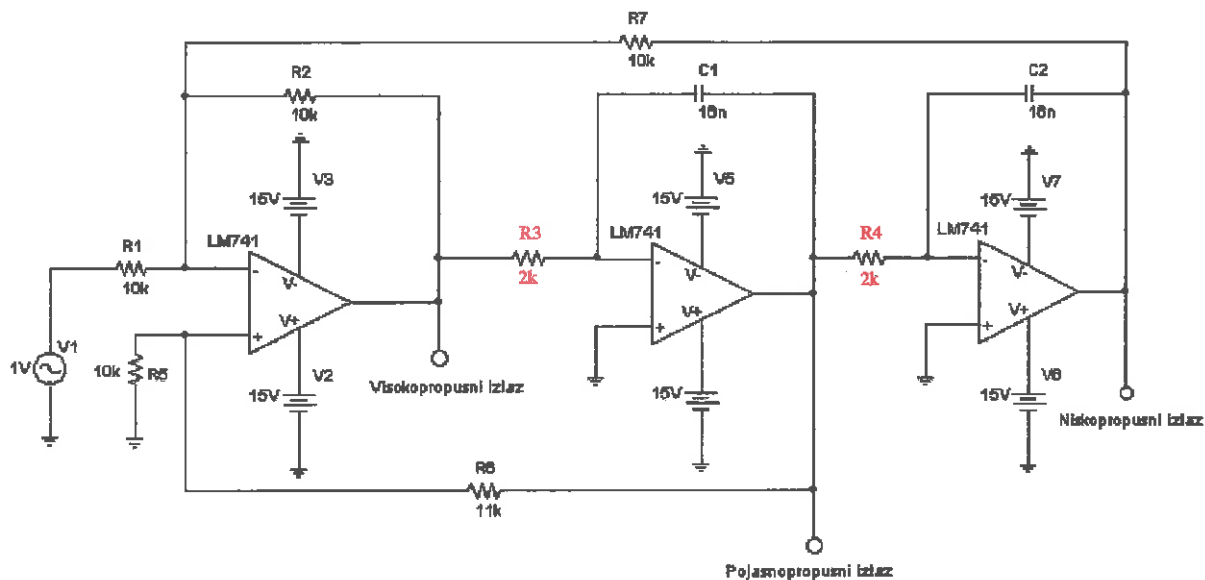 R7
10k
R2
10k
C1
16n
C2
16n
V3
15V
V5
15V
V7
15V
LM741
LM741
LM741
R1
10k
R3
2k
R4
2k
-
V-
-
V-
-
V-
+
V+
+
V+
+
V+
V1
1V
10k
R5
V2
15V
15V
V6
15V
Visokopropusni izlaz
Niskopropusni izlaz
R6
11k
Pojasnopropusni izlaz